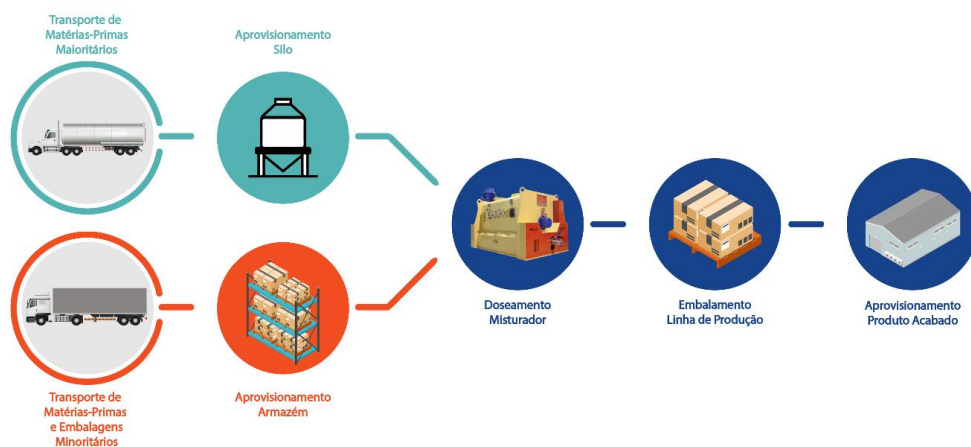 Transporte de
Matérias-Primas
Maioritários
Aprovisionamento
Silo
Doseamento
Misturador
Embalamento
Linha de Produção
Aprovisionamento
Produto Acabado
Transporte de
Matérias-Primas
e Embalagens
Minoritários
Aprovisionamento
Armazém